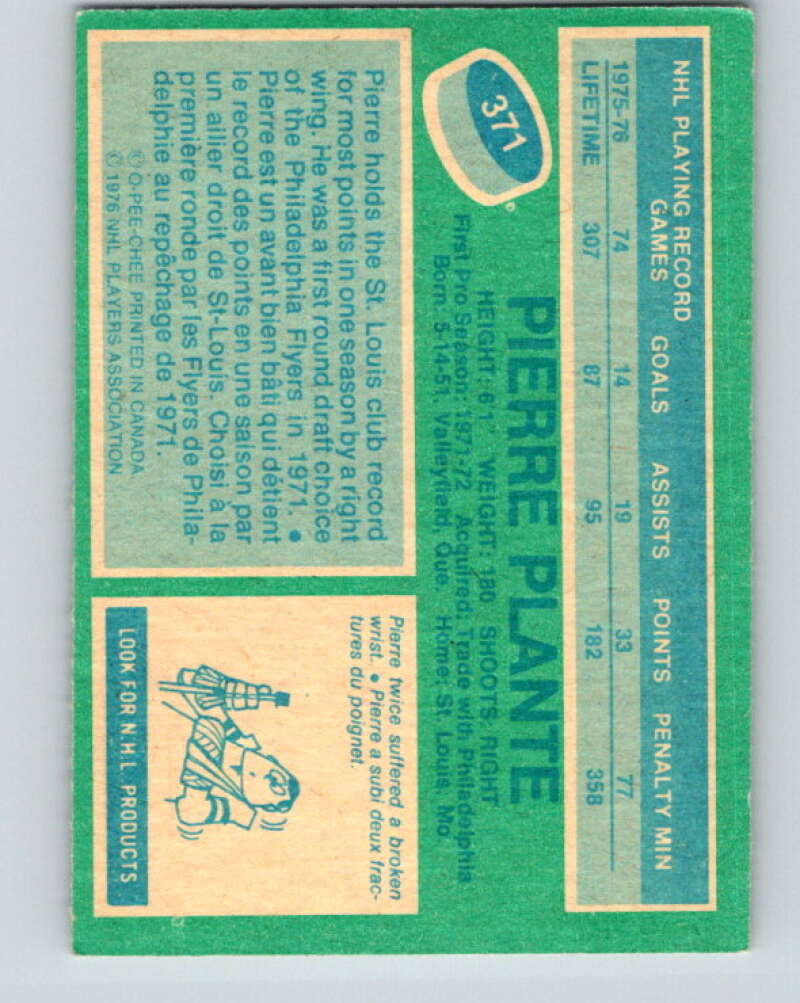 NHL PLAYING RECORD
GAMES GOALS ASSISTS POINTS PENALTY MIN
1975-76 74 14 19 33 77
LIFETIME 307 87 95 182 358
371
PIERRE PLANTE
HEIGHT: 6'1" WEIGHT: 180 SHOOTS: RIGHT
First Pro Season: 1971-72 Acquired: Trade with Philadelphia
Born: 5-14-51, Valleyfield, Que. Home: St. Louis, Mo.
Pierre holds the St. Louis club record
for most points in one season by a right
wing. He was a first round draft choice
of the Philadelphia Flyers in 1971. •
Pierre est un avant bien bâti qui détient
le record des points en une saison par
un ailier droit de St-Louis. Choisi à la
première ronde par les Flyers de Phila-
delphie au repêchage de 1971.
© O-PEE-CHEE PRINTED IN CANADA
© 1976 NHL PLAYERS ASSOCIATION
Pierre twice suffered a broken
wrist. • Pierre a subi deux frac-
tures du poignet.
LOOK FOR N.H.L. PRODUCTS